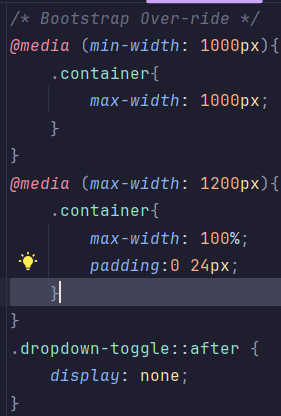 /* Bootstrap Over-ride */
@media (min-width: 1000px){
    .container{
        max-width: 1000px;
    }
}
@media (max-width: 1200px){
    .container{
        max-width: 100%;
        padding:0 24px;
    }
}
.dropdown-toggle::after {
    display: none;
}